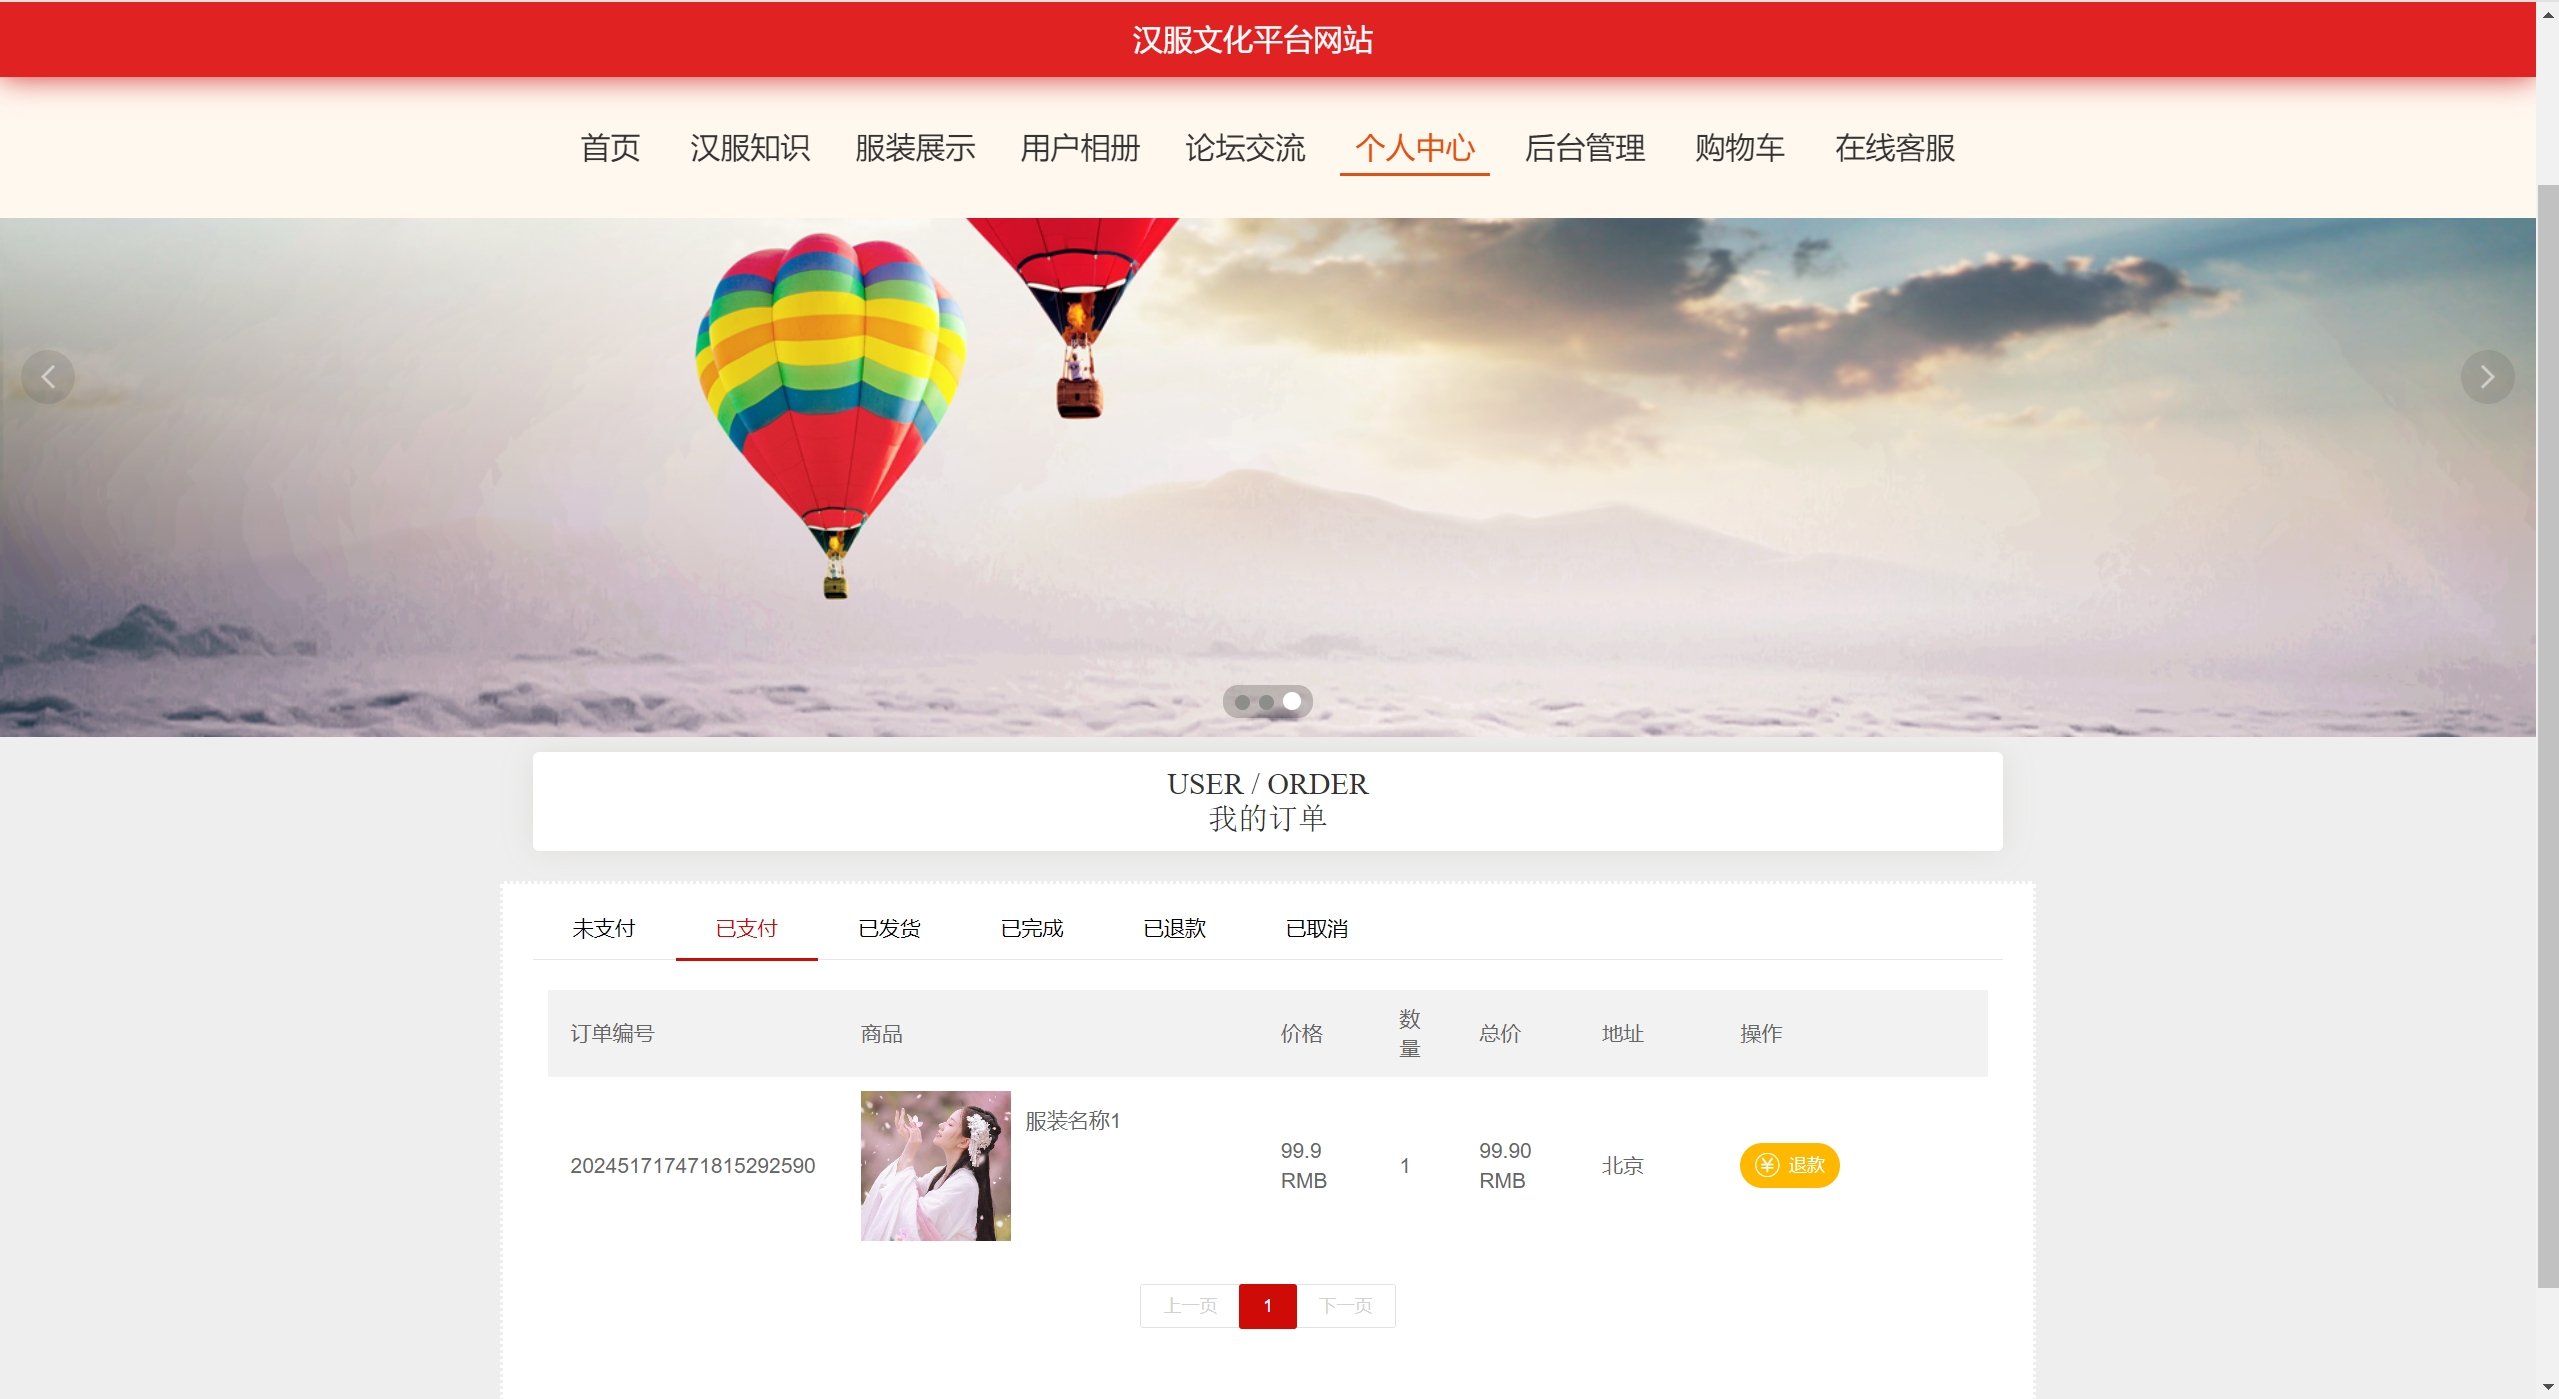 汉服文化平台网站
首页 汉服知识 服装展示 用户相册 论坛交流 个人中心 后台管理 购物车 在线客服
USER / ORDER
我的订单
未支付 已支付 已发货 已完成 已退款 已取消
订单编号 商品 价格 数量 总价 地址 操作
202451717471815292590 服装名称1 99.9 RMB 1 99.90 RMB 北京 退款
上一页 1 下一页